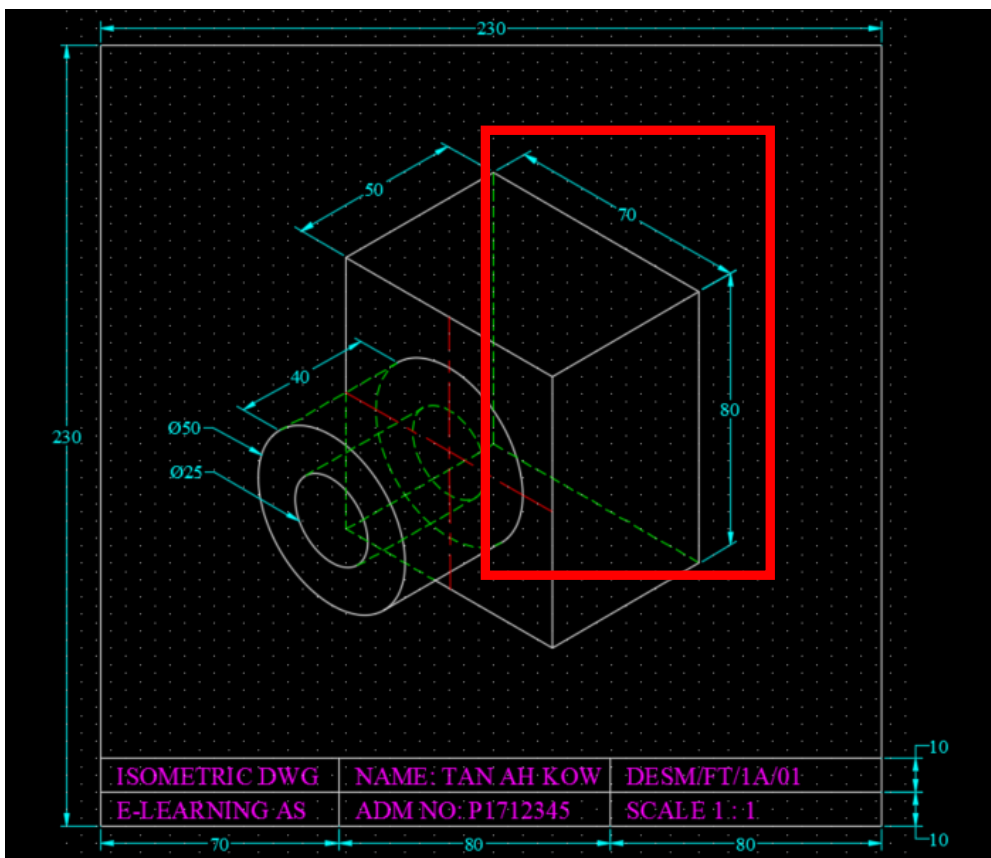 230
50
70
40
80
Ø50
230
Ø25
10
ISOMETRIC DWG NAME: TAN AH KOW DESM/FT/1A/01
E-LEARNING AS ADM NO: P1712345 SCALE 1 : 1
10
70 80 80